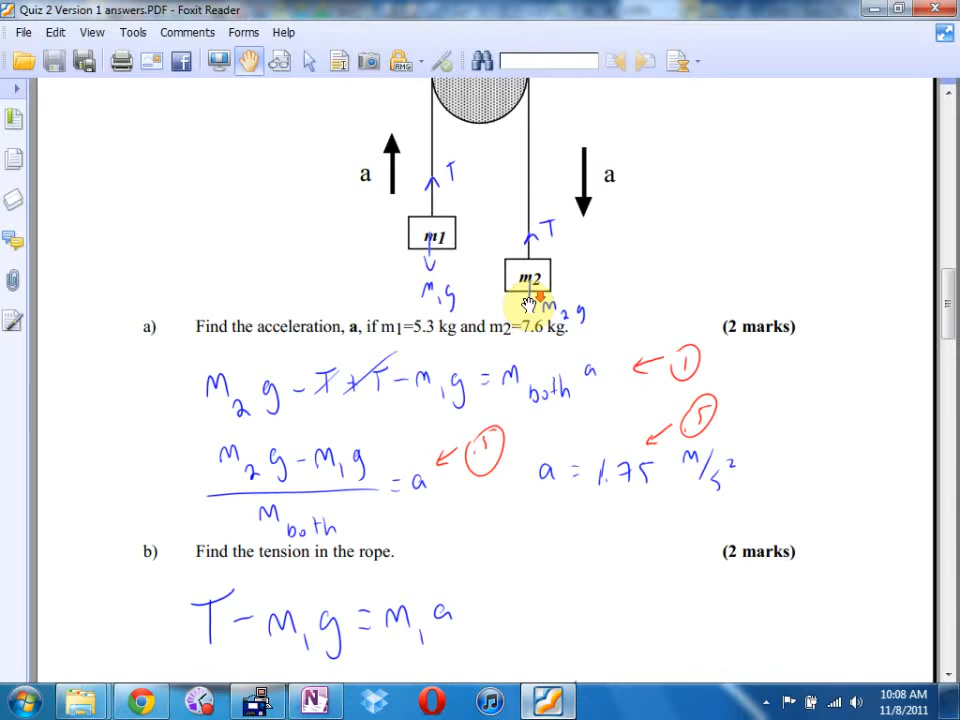 Quiz 2 Version 1 answers.PDF - Foxit Reader
File Edit View Tools Comments Forms Help
a
T
a
m1
T
m2
m₁g
m₂g
a) Find the acceleration, a, if m1=5.3 kg and m2=7.6 kg. (2 marks)
m₂g - T + T - m₁g = m both a ← 1
m₂g - m₁g
= a ← .5
m both
← .5
a = 1.75 m/s²
b) Find the tension in the rope. (2 marks)
T - m₁g = m₁a
10:08 AM
11/8/2011